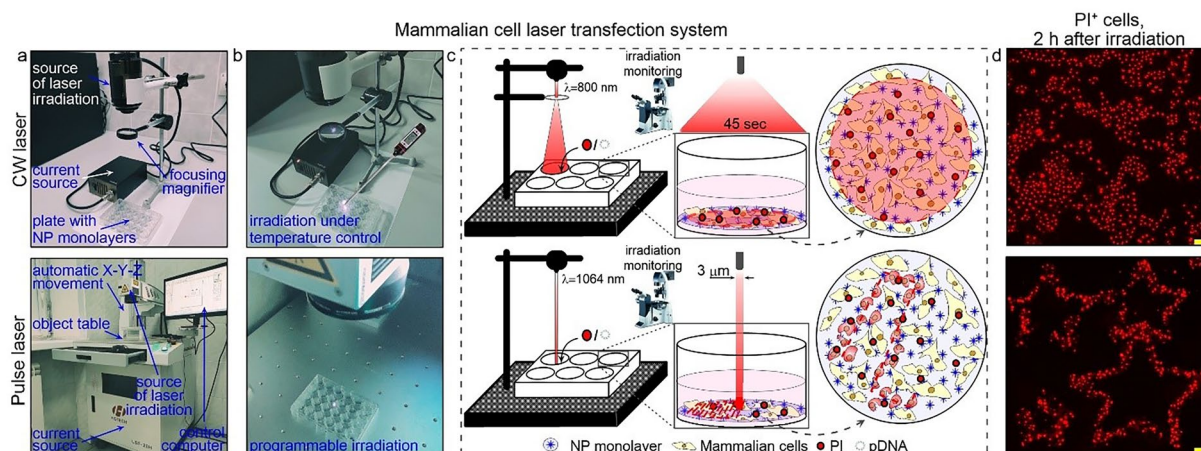 Mammalian cell laser transfection system
PI⁺ cells,
2 h after irradiation
CW laser
a
source
of laser
irradiation
current
source
focusing
magnifier
plate with
NP monolayers
b
irradiation under
temperature control
c
λ=800 nm
irradiation
monitoring
45 sec
d
Pulse laser
automatic X-Y-Z
movement
object table
source
of laser
irradiation
current
source
control
computer
programmable irradiation
λ=1064 nm
irradiation
monitoring
3 μm
NP monolayer
Mammalian cells
PI
pDNA